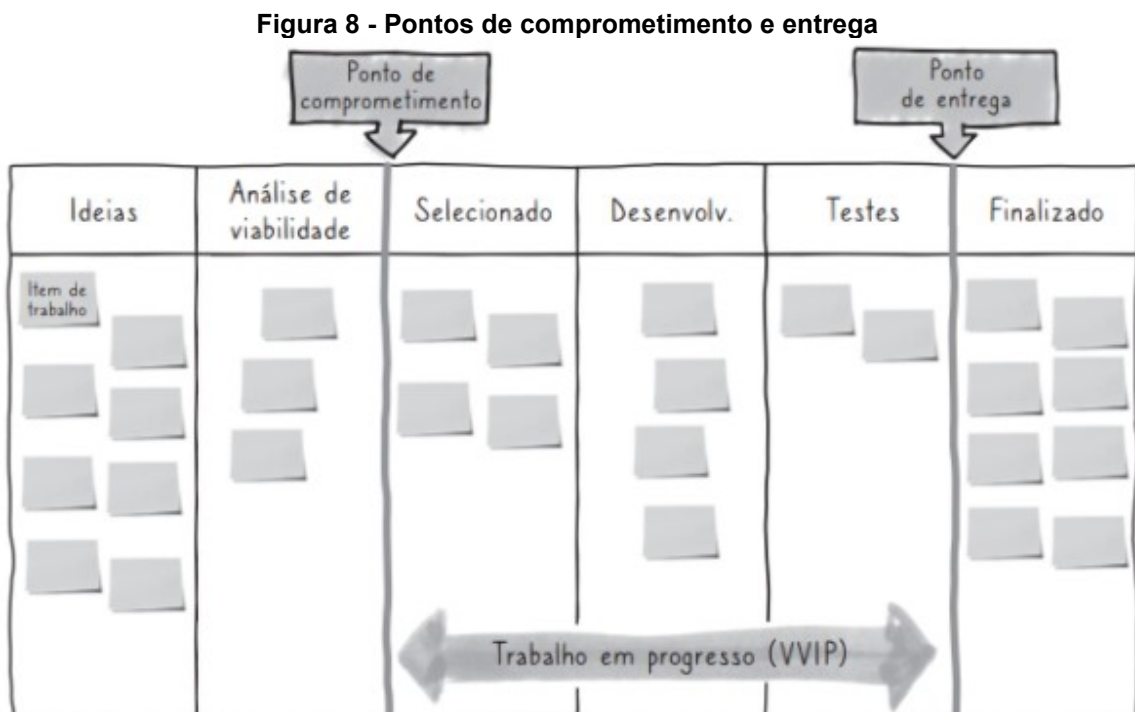 Figura 8 - Pontos de comprometimento e entrega
Ponto de
comprometimento
Ponto
de entrega
Ideias
Análise de
viabilidade
Selecionado
Desenvolv.
Testes
Finalizado
Item de
trabalho
Trabalho em progresso (VVIP)